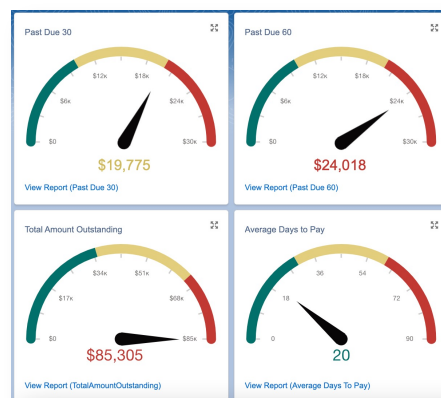 Past Due 30
$0
$6K
$12K
$18K
$24K
$30K
$19,775
View Report (Past Due 30)
Past Due 60
$0
$6K
$12K
$18K
$24K
$30K
$24,018
View Report (Past Due 60)
Total Amount Outstanding
$0
$17K
$34K
$51K
$68K
$85K
$85,305
View Report (TotalAmountOutstanding)
Average Days to Pay
0
18
36
54
72
90
20
View Report (Average Days To Pay)